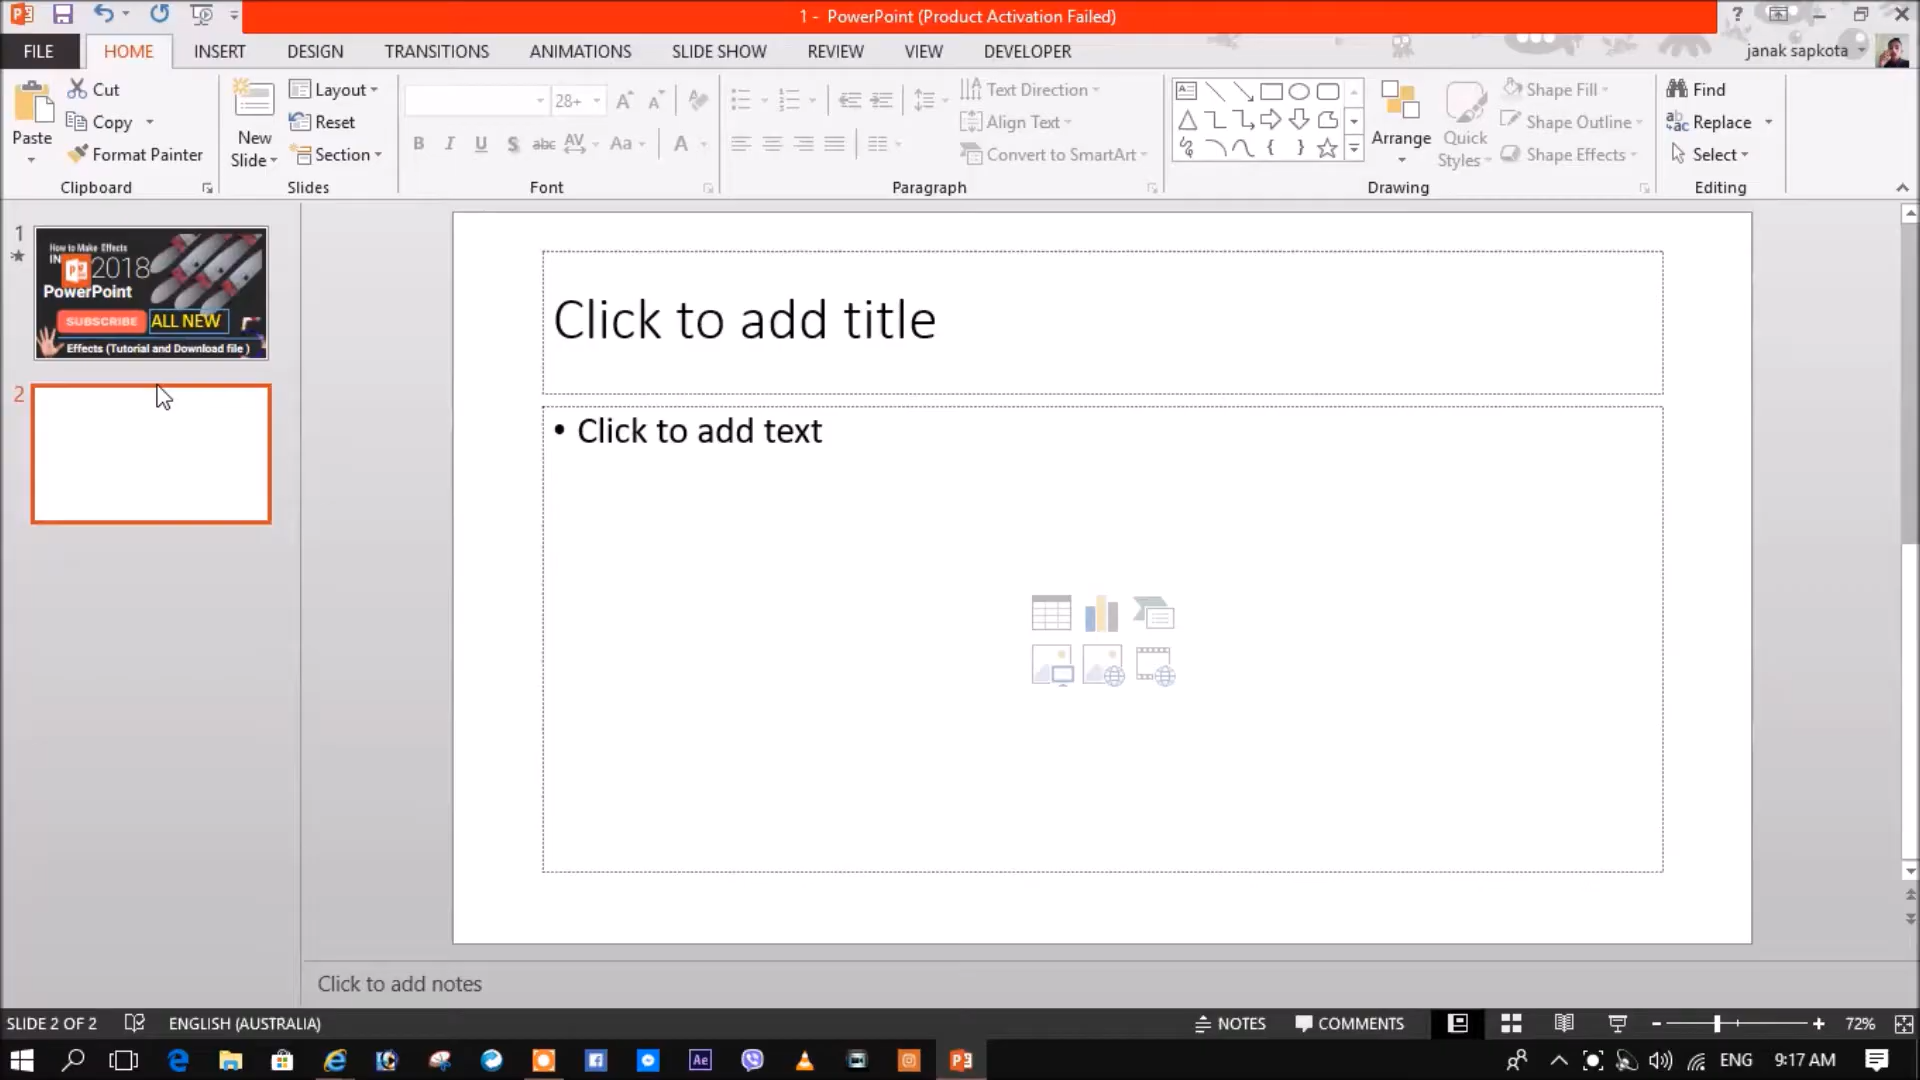 1 - PowerPoint (Product Activation Failed)
?
FILE
HOME
INSERT
DESIGN
TRANSITIONS
ANIMATIONS
SLIDE SHOW
REVIEW
VIEW
DEVELOPER
janak sapkota
Paste
Cut
Copy
Format Painter
Clipboard
New
Slide
Layout
Reset
Section
Slides
28+
B I U S abc AV Aa A
Font
Text Direction
Align Text
Convert to SmartArt
Paragraph
Arrange
Quick
Styles
Shape Fill
Shape Outline
Shape Effects
Drawing
Find
Replace
Select
Editing
1
How to Make Effects
IN 2018
PowerPoint
SUBSCRIBE
ALL NEW
Effects (Tutorial and Download file )
2
Click to add title
• Click to add text
Click to add notes
SLIDE 2 OF 2
ENGLISH (AUSTRALIA)
NOTES
COMMENTS
72%
Ae
ENG
9:17 AM